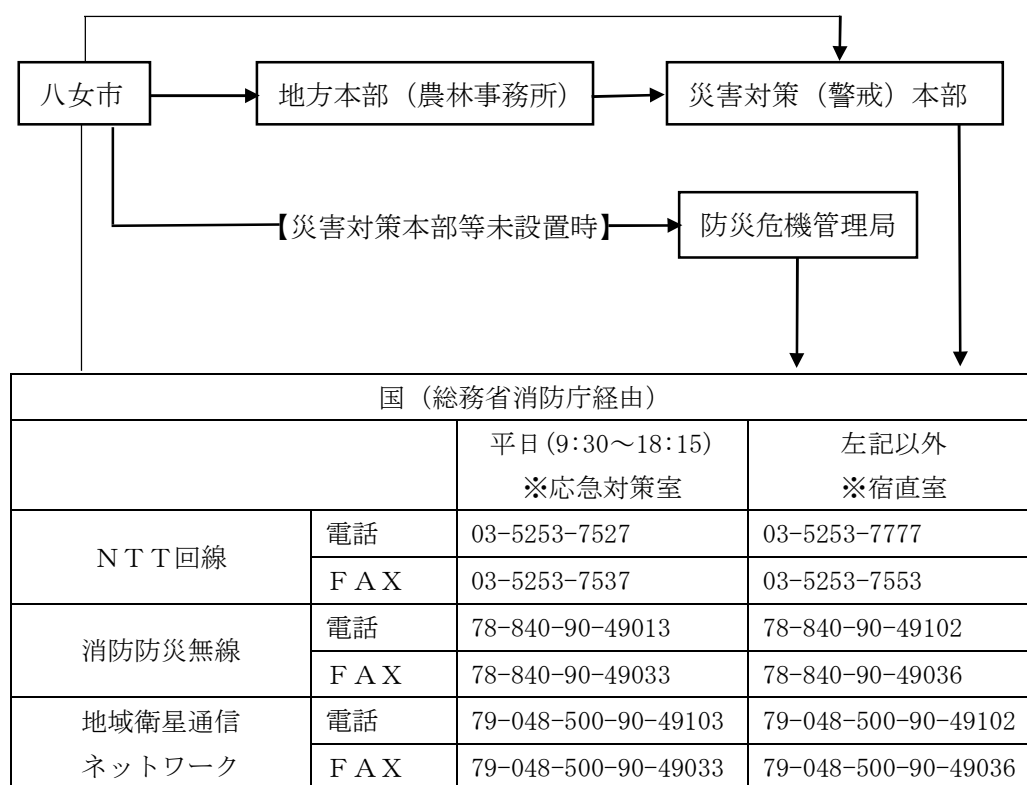 八女市
地方本部（農林事務所）
災害対策（警戒）本部
【災害対策本部等未設置時】
防災危機管理局
国（総務省消防庁経由）
平日(9:30～18:15)
※応急対策室
左記以外
※宿直室
ＮＴＴ回線
電話
03-5253-7527
03-5253-7777
ＦＡＸ
03-5253-7537
03-5253-7553
消防防災無線
電話
78-840-90-49013
78-840-90-49102
ＦＡＸ
78-840-90-49033
78-840-90-49036
地域衛星通信
ネットワーク
電話
79-048-500-90-49103
79-048-500-90-49102
ＦＡＸ
79-048-500-90-49033
79-048-500-90-49036